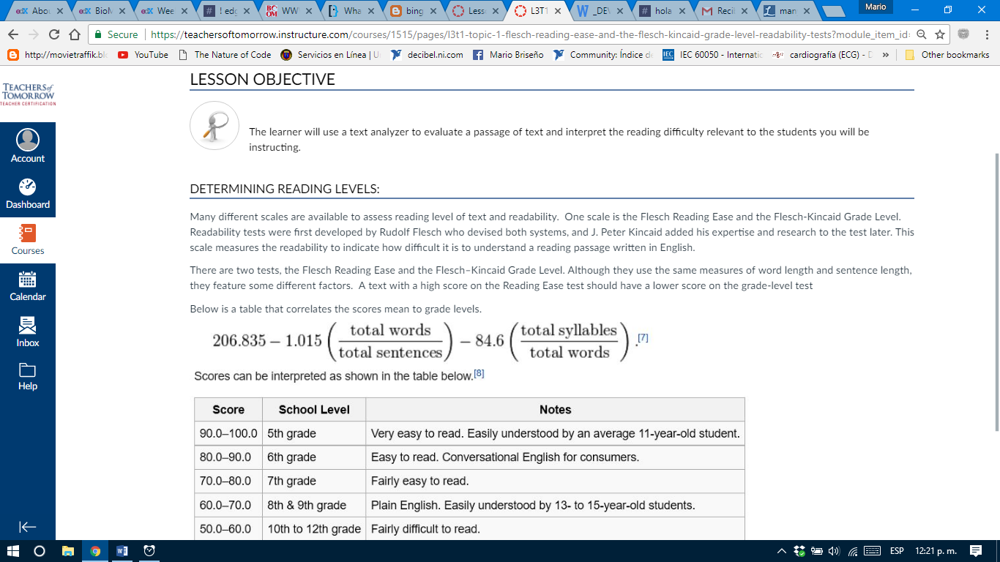 Abou
BioM
Wee
! edg
WW
Wha
bing
Less
L3T1
_DEV
hola
Recil
man
Mario
Secure
https://teachersoftomorrow.instructure.com/courses/1515/pages/l3t1-topic-1-flesch-reading-ease-and-the-flesch-kincaid-grade-level-readability-tests?module_item_id
http://movietraffik.bl
YouTube
The Nature of Code
Servicios en Línea | U
decibel.ni.com
Mario Briseño
Community: Índice de
IEC 60050 - Internatio
cardiografía (ECG) - D
»
Other bookmarks
TEACHERS of
TOMORROW
TEACHER CERTIFICATION
Account
Dashboard
Courses
Calendar
Inbox
Help
LESSON OBJECTIVE
The learner will use a text analyzer to evaluate a passage of text and interpret the reading difficulty relevant to the students you will be
instructing.
DETERMINING READING LEVELS:
Many different scales are available to assess reading level of text and readability.  One scale is the Flesch Reading Ease and the Flesch-Kincaid Grade Level.
Readability tests were first developed by Rudolf Flesch who devised both systems, and J. Peter Kincaid added his expertise and research to the test later. This
scale measures the readability to indicate how difficult it is to understand a reading passage written in English.
There are two tests, the Flesch Reading Ease and the Flesch–Kincaid Grade Level. Although they use the same measures of word length and sentence length,
they feature some different factors.  A text with a high score on the Reading Ease test should have a lower score on the grade-level test
Below is a table that correlates the scores mean to grade levels.
206.835 − 1.015 (total words / total sentences) − 84.6 (total syllables / total words).[7]
Scores can be interpreted as shown in the table below.[8]
Score School Level Notes
90.0–100.0 5th grade Very easy to read. Easily understood by an average 11-year-old student.
80.0–90.0 6th grade Easy to read. Conversational English for consumers.
70.0–80.0 7th grade Fairly easy to read.
60.0–70.0 8th & 9th grade Plain English. Easily understood by 13- to 15-year-old students.
50.0–60.0 10th to 12th grade Fairly difficult to read.
ESP
12:21 p. m.